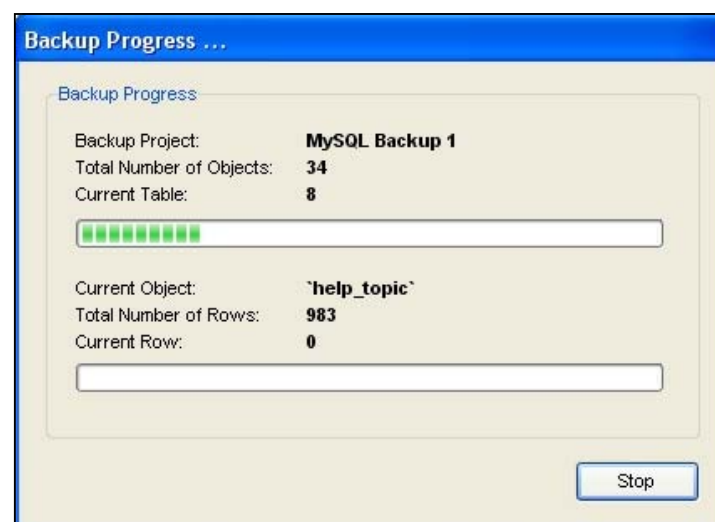 Backup Progress ...
Backup Progress
Backup Project: MySQL Backup 1
Total Number of Objects: 34
Current Table: 8
Current Object: `help_topic`
Total Number of Rows: 983
Current Row: 0
Stop